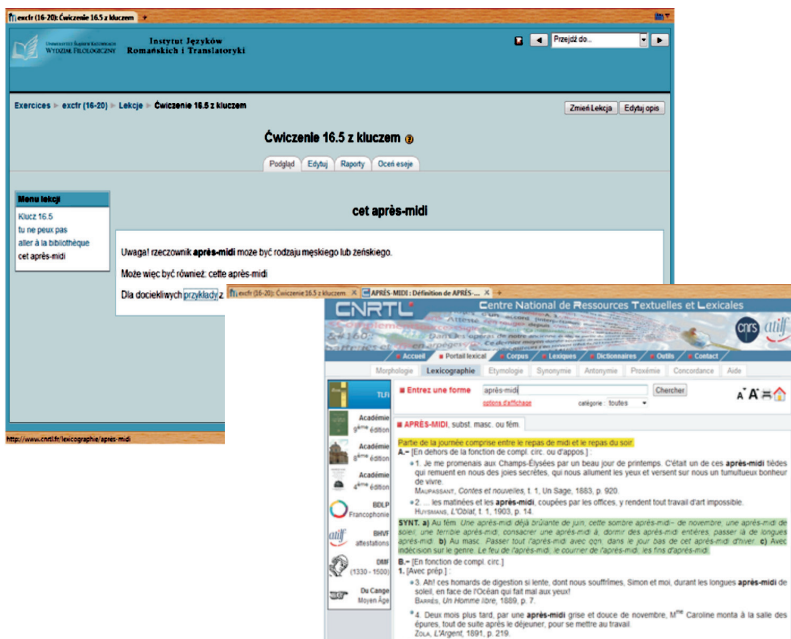 excfr (16-20): Ćwiczenie 16.5 z kluczem
Wydział Filologiczny
Instytut Języków
Romańskich i Translatoryki
Przejdź do...
Exercices ► excfr (16-20) ► Lekcje ► Ćwiczenie 16.5 z kluczem
Zmień Lekcja Edytuj opis
Ćwiczenie 16.5 z kluczem
Podgląd Edytuj Raporty Oceń eseje
Menu lekcji
Klucz 16.5
tu ne peux pas
aller à la bibliothèque
cet après-midi
cet après-midi
Uwaga! rzeczownik après-midi może być rodzaju męskiego lub żeńskiego.
Może więc być również: cette après-midi
Dla dociekliwych przykłady z
http://www.cnrtl.fr/lexicographie/apres-midi
excfr (16-20): Ćwiczenie 16.5 z kluczem APRÈS-MIDI : Définition de APRÈS-...
CNRTL Centre National de Ressources Textuelles et Lexicales
cnrs atilf
Accueil Portail lexical Corpus Lexiques Dictionnaires Outils Contact
Morphologie Lexicographie Etymologie Synonymie Antonymie Proxémie Concordance Aide
TLFi
Académie
9ème édition
Académie
8ème édition
Académie
4ème édition
BDLP
Francophonie
BHVF
attestations
DMF
(1330 - 1500)
Du Cange
Moyen Âge
Entrez une forme après-midi Chercher
options d'affichage catégorie : toutes
APRÈS-MIDI, subst. masc. ou fém.
Partie de la journée comprise entre le repas de midi et le repas du soir.
A.− [En dehors de la fonction de compl. circ. ou d'appos.] :
1. Je me promenais aux Champs-Élysées par un beau jour de printemps. C'était un de ces après-midi tièdes
qui remuent en nous des joies secrètes, qui nous allument les yeux et versent sur nous un tumultueux bonheur
de vivre.
Maupassant, Contes et nouvelles, t. 1, Un Sage, 1883, p. 920.
2. ... les matinées et les après-midi, coupées par les offices, y rendent tout travail d'art impossible.
Huysmans, L'Oblat, t. 1, 1903, p. 14.
SYNT. a) Au fém. Une après-midi déjà brûlante de juin, cette sombre après-midi− de novembre, une après-midi de
soleil, une terrible après-midi; consacrer une après-midi à, dormir des après-midi entières; passer là de longues
après-midi. b) Au masc. Passer tout l'après-midi avec qqn, dans le jour bas de cet après-midi d'hiver. c) Avec
indécision sur le genre. Le feu de l'après-midi, le courrier de l'après-midi, les fins d'après-midi.
B.− [En fonction de compl. circ.]
1. [Avec prép.] :
3. Ah! ces homards de digestion si lente, dont nous souffrîmes, Simon et moi, durant les longues après-midi de
soleil, en face de l'Océan qui fait mal aux yeux!
Barrès, Un Homme libre, 1889, p. 7.
4. Deux mois plus tard, par une après-midi grise et douce de novembre, Mme Caroline monta à la salle des
épures, tout de suite après le déjeuner, pour se mettre au travail.
Zola, L'Argent, 1891, p. 219.